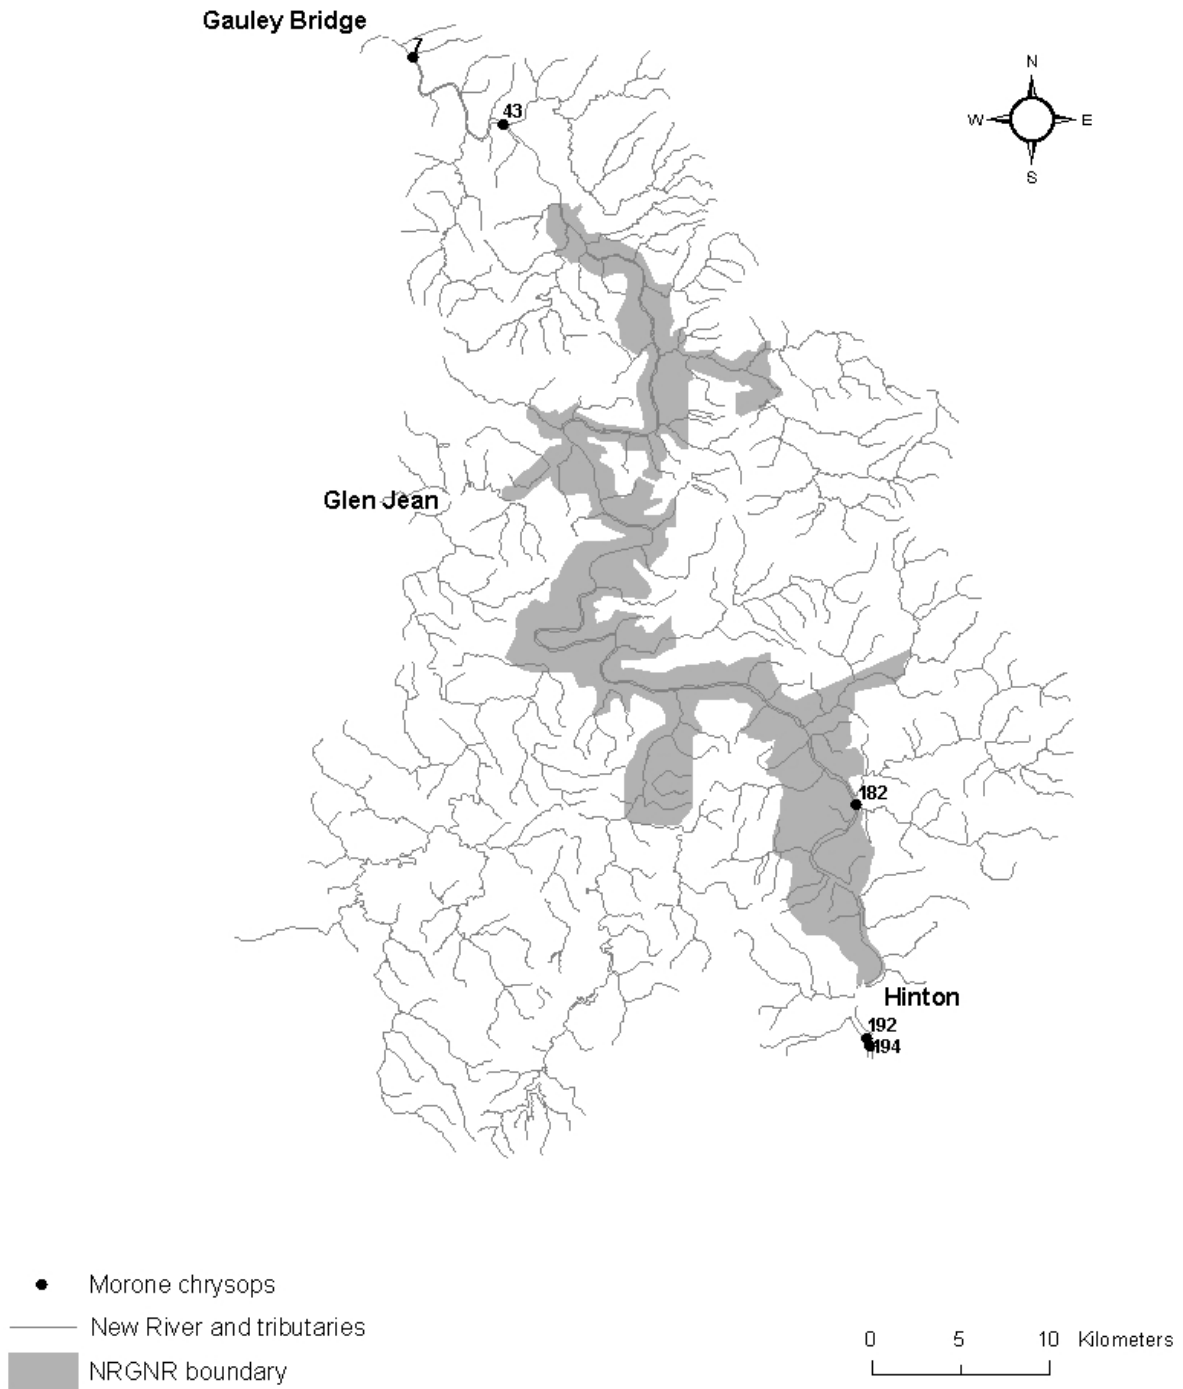 Gauley Bridge
7
43
N
W E
S
Glen Jean
182
Hinton
192
194
Morone chrysops
New River and tributaries
NRGNR boundary
0 5 10 Kilometers